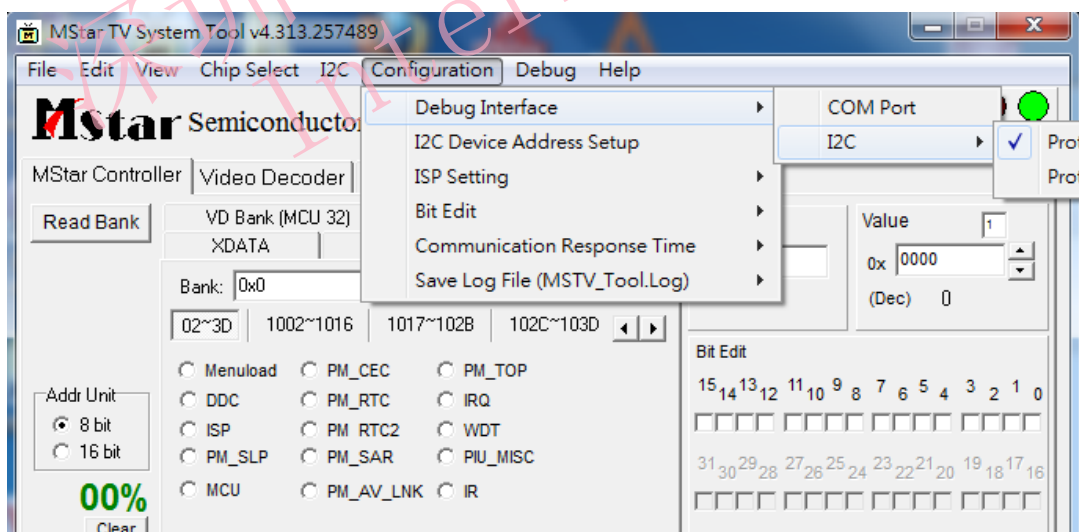 MStar TV System Tool v4.313.257489
File Edit View Chip Select I2C Configuration Debug Help
MStar Semiconductor
Debug Interface
COM Port
I2C Device Address Setup
I2C
MStar Controller Video Decoder
ISP Setting
Read Bank
VD Bank (MCU 32)
Bit Edit
Value 1
XDATA
Communication Response Time
0x 0000
Bank: 0x0
Save Log File (MSTV_Tool.Log)
(Dec) 0
02~3D 1002~1016 1017~102B 102C~103D
Bit Edit
Menuload PM_CEC PM_TOP
15 14 13 12 11 10 9 8 7 6 5 4 3 2 1 0
Addr Unit
DDC PM_RTC IRQ
8 bit
ISP PM RTC2 WDT
16 bit
PM_SLP PM_SAR PIU_MISC
31 30 29 28 27 26 25 24 23 22 21 20 19 18 17 16
00%
MCU PM_AV_LNK IR
Clear